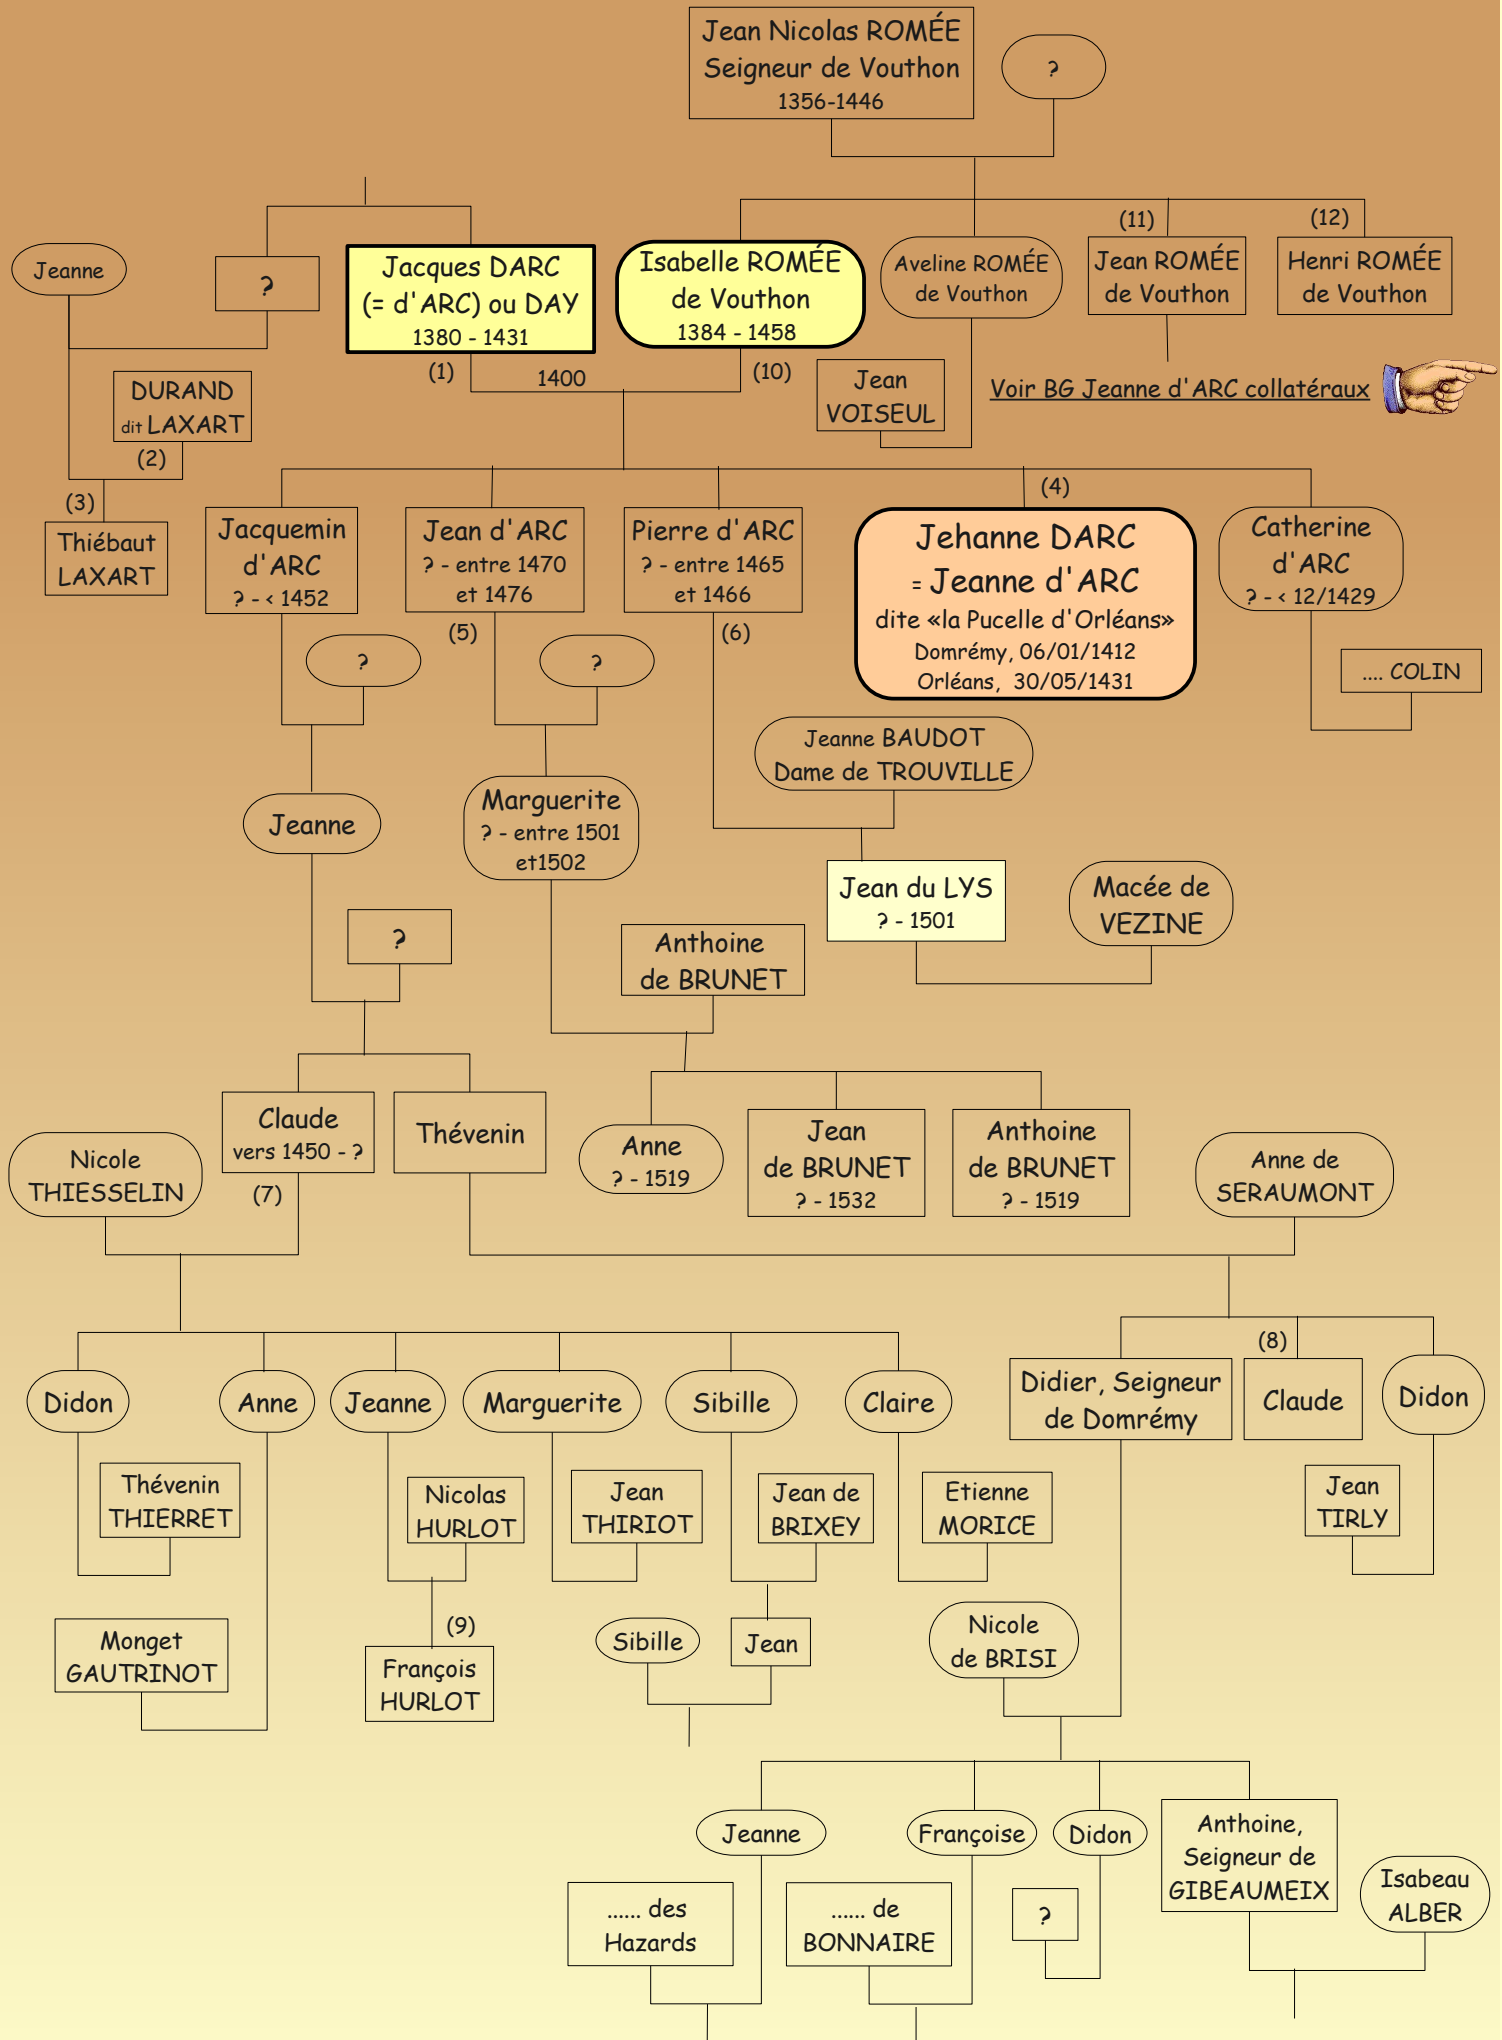 Jean Nicolas ROMÉE
Seigneur de Vouthon
1356-1446
?
Jeanne
?
Jacques DARC
(= d'ARC) ou DAY
1380 - 1431
(1)
1400
Isabelle ROMÉE
de Vouthon
1384 - 1458
(10)
Aveline ROMÉE
de Vouthon
(11)
Jean ROMÉE
de Vouthon
(12)
Henri ROMÉE
de Vouthon
Jean
VOISEUL
Voir BG Jeanne d'ARC collatéraux
DURAND
dit LAXART
(2)
(3)
Thiébaut
LAXART
Jacquemin
d'ARC
? - < 1452
Jean d'ARC
? - entre 1470
et 1476
(5)
Pierre d'ARC
? - entre 1465
et 1466
(6)
(4)
Jehanne DARC
= Jeanne d'ARC
dite «la Pucelle d'Orléans»
Domrémy, 06/01/1412
Orléans, 30/05/1431
Catherine
d'ARC
? - < 12/1429
.... COLIN
?
?
Jeanne BAUDOT
Dame de TROUVILLE
Jeanne
Marguerite
? - entre 1501
et1502
Jean du LYS
? - 1501
Macée de
VEZINE
?
Anthoine
de BRUNET
Claude
vers 1450 - ?
(7)
Thévenin
Nicole
THIESSELIN
Anne
? - 1519
Jean
de BRUNET
? - 1532
Anthoine
de BRUNET
? - 1519
Anne de
SERAUMONT
Didon
Anne
Jeanne
Marguerite
Sibille
Claire
Didier, Seigneur
de Domrémy
(8)
Claude
Didon
Thévenin
THIERRET
Nicolas
HURLOT
Jean
THIRIOT
Jean de
BRIXEY
Etienne
MORICE
Jean
TIRLY
Monget
GAUTRINOT
(9)
François
HURLOT
Sibille
Jean
Nicole
de BRISI
Jeanne
Françoise
Didon
Anthoine,
Seigneur de
GIBEAUMEIX
Isabeau
ALBER
...... des
Hazards
...... de
BONNAIRE
?